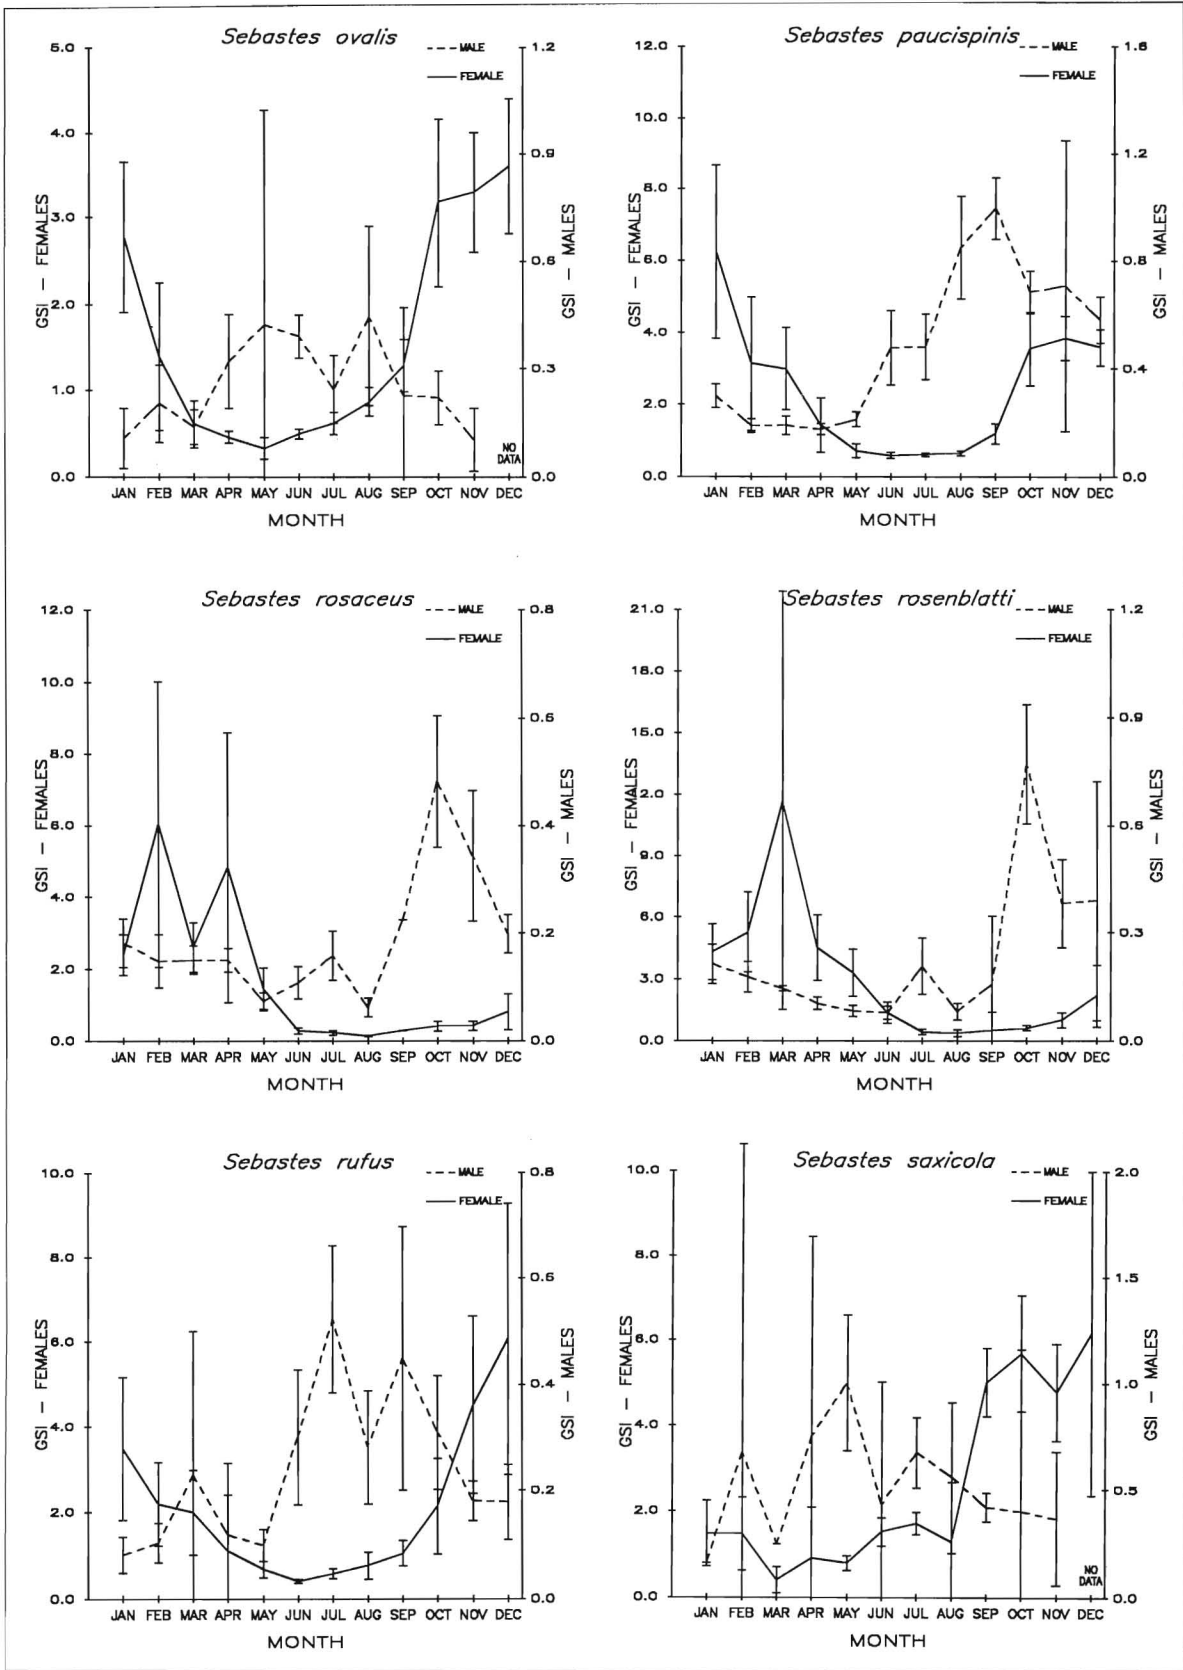 Sebastes ovalis
MALE
FEMALE
5.0
4.0
3.0
2.0
1.0
0.0
GSI – FEMALES
1.2
0.9
0.6
0.3
0.0
GSI – MALES
NO
DATA
JAN FEB MAR APR MAY JUN JUL AUG SEP OCT NOV DEC
MONTH
Sebastes paucispinis
MALE
FEMALE
12.0
10.0
8.0
6.0
4.0
2.0
0.0
GSI – FEMALES
1.6
1.2
0.8
0.4
0.0
GSI – MALES
JAN FEB MAR APR MAY JUN JUL AUG SEP OCT NOV DEC
MONTH
Sebastes rosaceus
MALE
FEMALE
12.0
10.0
8.0
6.0
4.0
2.0
0.0
GSI – FEMALES
0.8
0.6
0.4
0.2
0.0
GSI – MALES
JAN FEB MAR APR MAY JUN JUL AUG SEP OCT NOV DEC
MONTH
Sebastes rosenblatti
MALE
FEMALE
21.0
18.0
15.0
12.0
9.0
6.0
3.0
0.0
GSI – FEMALES
1.2
0.9
0.6
0.3
0.0
GSI – MALES
JAN FEB MAR APR MAY JUN JUL AUG SEP OCT NOV DEC
MONTH
Sebastes rufus
MALE
FEMALE
10.0
8.0
6.0
4.0
2.0
0.0
GSI – FEMALES
0.8
0.6
0.4
0.2
0.0
GSI – MALES
JAN FEB MAR APR MAY JUN JUL AUG SEP OCT NOV DEC
MONTH
Sebastes saxicola
MALE
FEMALE
10.0
8.0
6.0
4.0
2.0
0.0
GSI – FEMALES
2.0
1.5
1.0
0.5
0.0
GSI – MALES
NO
DATA
JAN FEB MAR APR MAY JUN JUL AUG SEP OCT NOV DEC
MONTH